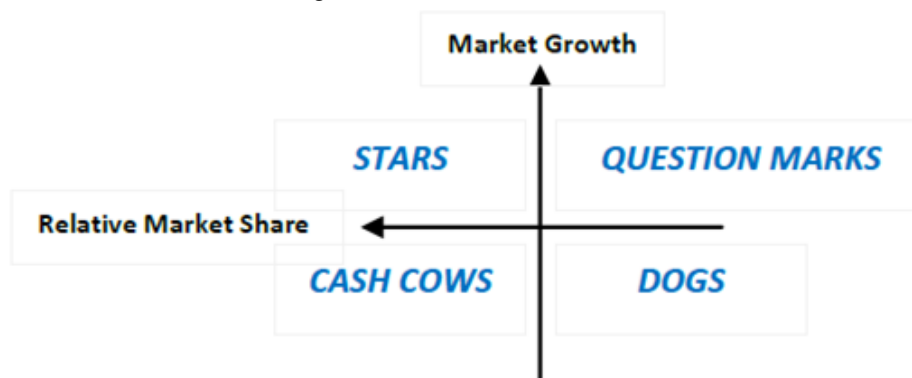 Market Growth
STARS
QUESTION MARKS
Relative Market Share
CASH COWS
DOGS